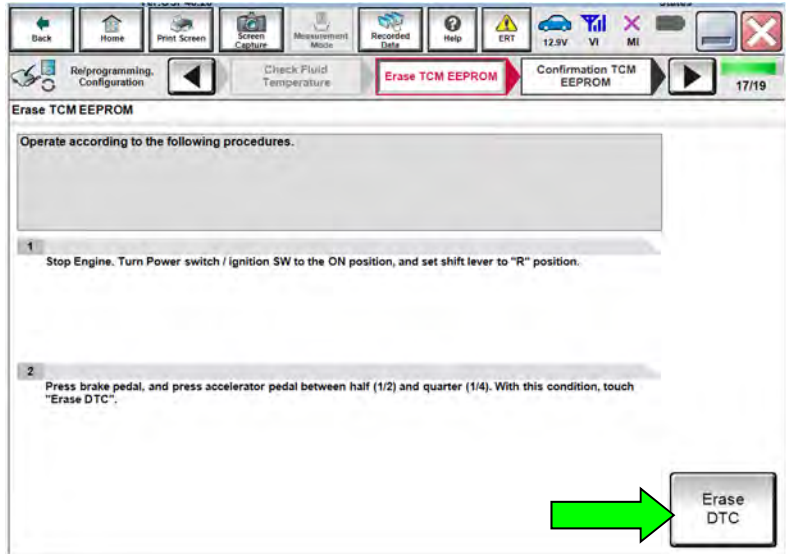 Back
Home
Print Screen
Screen
Capture
Measurement
Mode
Recorded
Data
Help
ERT
12.9V
VI
MI
Re/programming,
Configuration
Check Fluid
Temperature
Erase TCM EEPROM
Confirmation TCM
EEPROM
17/19
Erase TCM EEPROM
Operate according to the following procedures.
1
Stop Engine. Turn Power switch / ignition SW to the ON position, and set shift lever to "R" position.
2
Press brake pedal, and press accelerator pedal between half (1/2) and quarter (1/4). With this condition, touch
"Erase DTC".
Erase
DTC